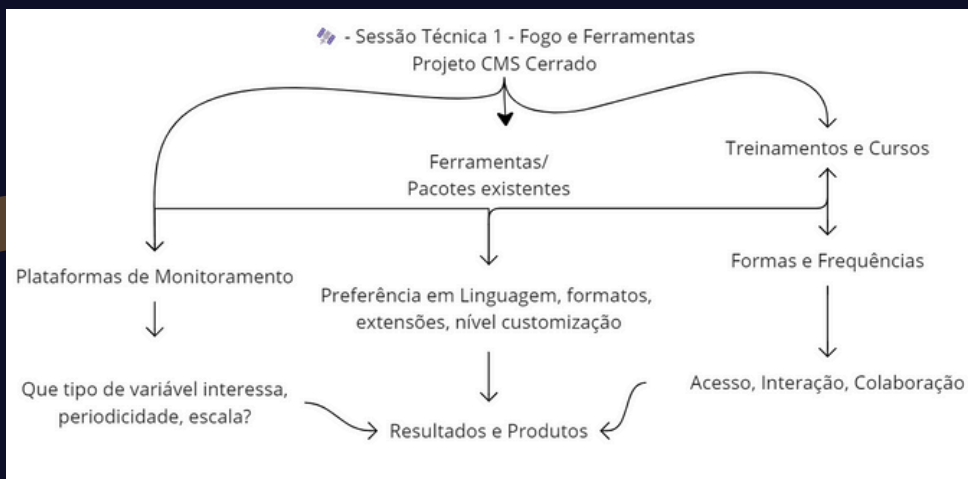 - Sessão Técnica 1 - Fogo e Ferramentas
Projeto CMS Cerrado
Ferramentas/
Pacotes existentes
Treinamentos e Cursos
Plataformas de Monitoramento
Preferência em Linguagem, formatos,
extensões, nível customização
Formas e Frequências
Que tipo de variável interessa,
periodicidade, escala?
Acesso, Interação, Colaboração
Resultados e Produtos